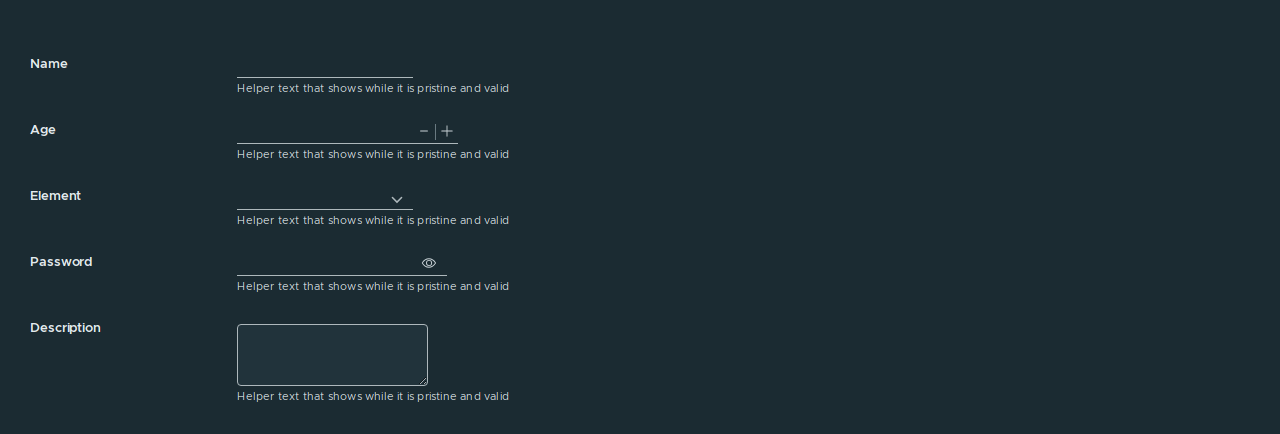 Name
Helper text that shows while it is pristine and valid
Age
Helper text that shows while it is pristine and valid
Element
Helper text that shows while it is pristine and valid
Password
Helper text that shows while it is pristine and valid
Description
Helper text that shows while it is pristine and valid